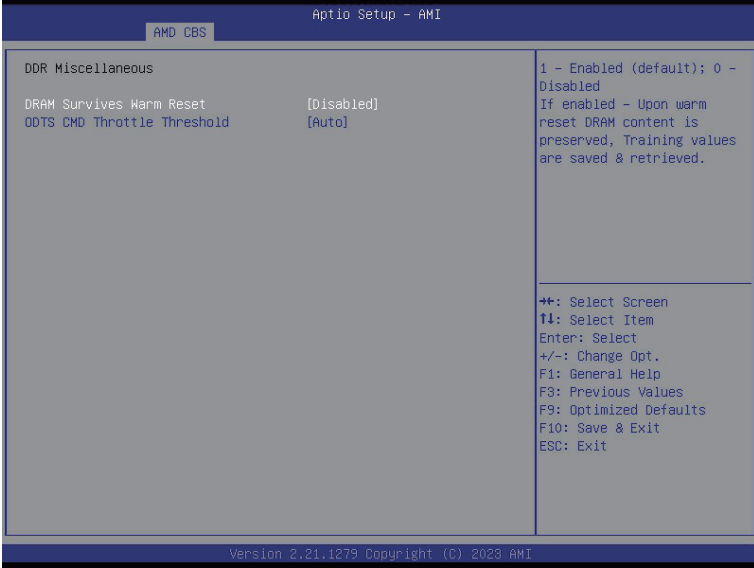 Aptio Setup – AMI
AMD CBS
DDR Miscellaneous
DRAM Survives Warm Reset [Disabled]
ODTS CMD Throttle Threshold [Auto]
1 – Enabled (default); 0 –
Disabled
If enabled – Upon warm
reset DRAM content is
preserved, Training values
are saved & retrieved.
→←: Select Screen
↑↓: Select Item
Enter: Select
+/-: Change Opt.
F1: General Help
F3: Previous Values
F9: Optimized Defaults
F10: Save & Exit
ESC: Exit
Version 2.21.1279 Copyright (C) 2023 AMI